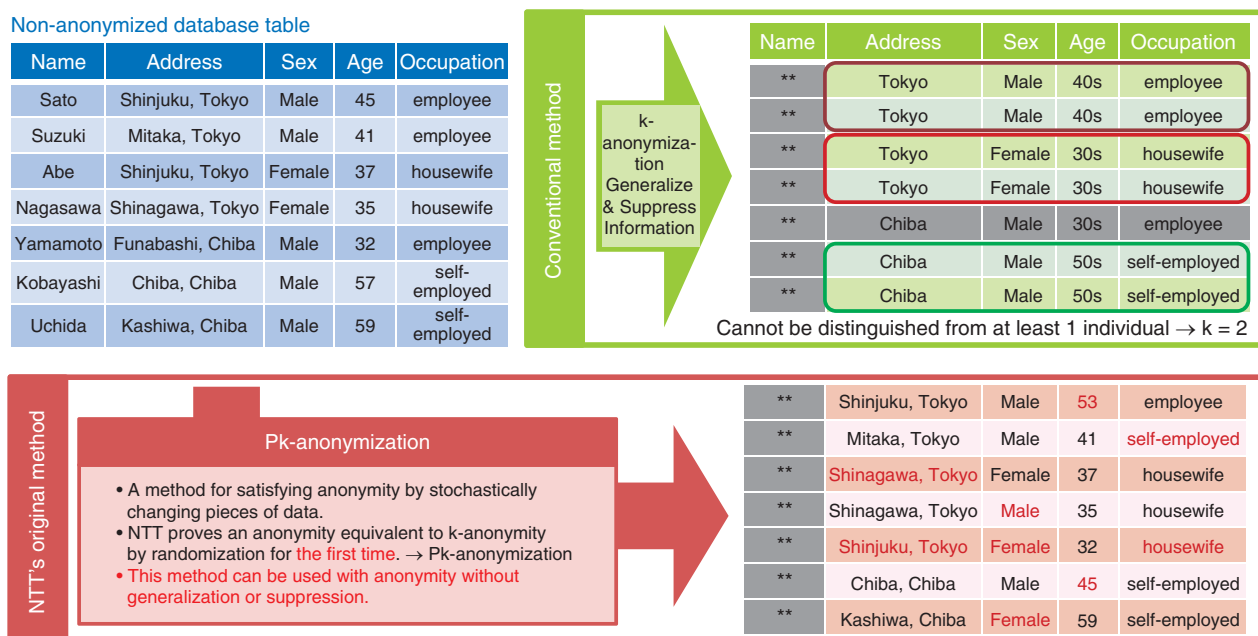 Non-anonymized database table
Name Address Sex Age Occupation
Sato Shinjuku, Tokyo Male 45 employee
Suzuki Mitaka, Tokyo Male 41 employee
Abe Shinjuku, Tokyo Female 37 housewife
Nagasawa Shinagawa, Tokyo Female 35 housewife
Yamamoto Funabashi, Chiba Male 32 employee
Kobayashi Chiba, Chiba Male 57 self-
employed
Uchida Kashiwa, Chiba Male 59 self-
employed
Conventional method
k-
anonymiza-
tion
Generalize
& Suppress
Information
Name Address Sex Age Occupation
** Tokyo Male 40s employee
** Tokyo Male 40s employee
** Tokyo Female 30s housewife
** Tokyo Female 30s housewife
** Chiba Male 30s employee
** Chiba Male 50s self-employed
** Chiba Male 50s self-employed
Cannot be distinguished from at least 1 individual → k = 2
NTT's original method
Pk-anonymization
• A method for satisfying anonymity by stochastically
changing pieces of data.
• NTT proves an anonymity equivalent to k-anonymity
by randomization for the first time. → Pk-anonymization
• This method can be used with anonymity without
generalization or suppression.
** Shinjuku, Tokyo Male 53 employee
** Mitaka, Tokyo Male 41 self-employed
** Shinagawa, Tokyo Female 37 housewife
** Shinagawa, Tokyo Male 35 housewife
** Shinjuku, Tokyo Female 32 housewife
** Chiba, Chiba Male 45 self-employed
** Kashiwa, Chiba Female 59 self-employed